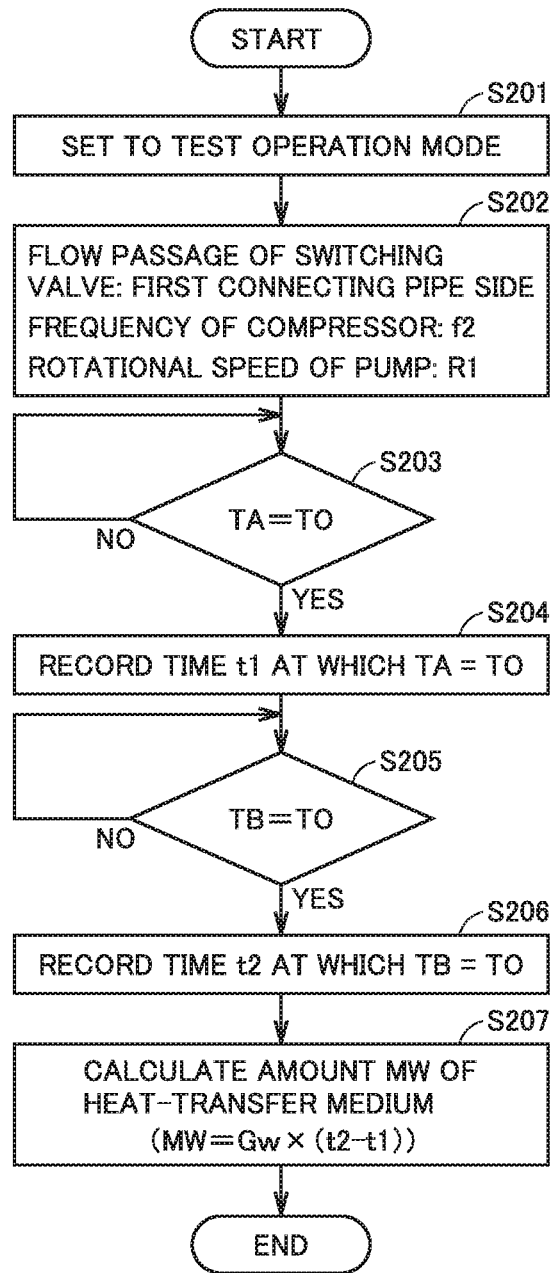 START
S201
SET TO TEST OPERATION MODE
S202
FLOW PASSAGE OF SWITCHING
VALVE: FIRST CONNECTING PIPE SIDE
FREQUENCY OF COMPRESSOR: f2
ROTATIONAL SPEED OF PUMP: R1
S203
TA=TO
NO
YES
S204
RECORD TIME t1 AT WHICH TA = TO
S205
TB=TO
NO
YES
S206
RECORD TIME t2 AT WHICH TB = TO
S207
CALCULATE AMOUNT MW OF
HEAT-TRANSFER MEDIUM
(MW=Gw×(t2-t1))
END